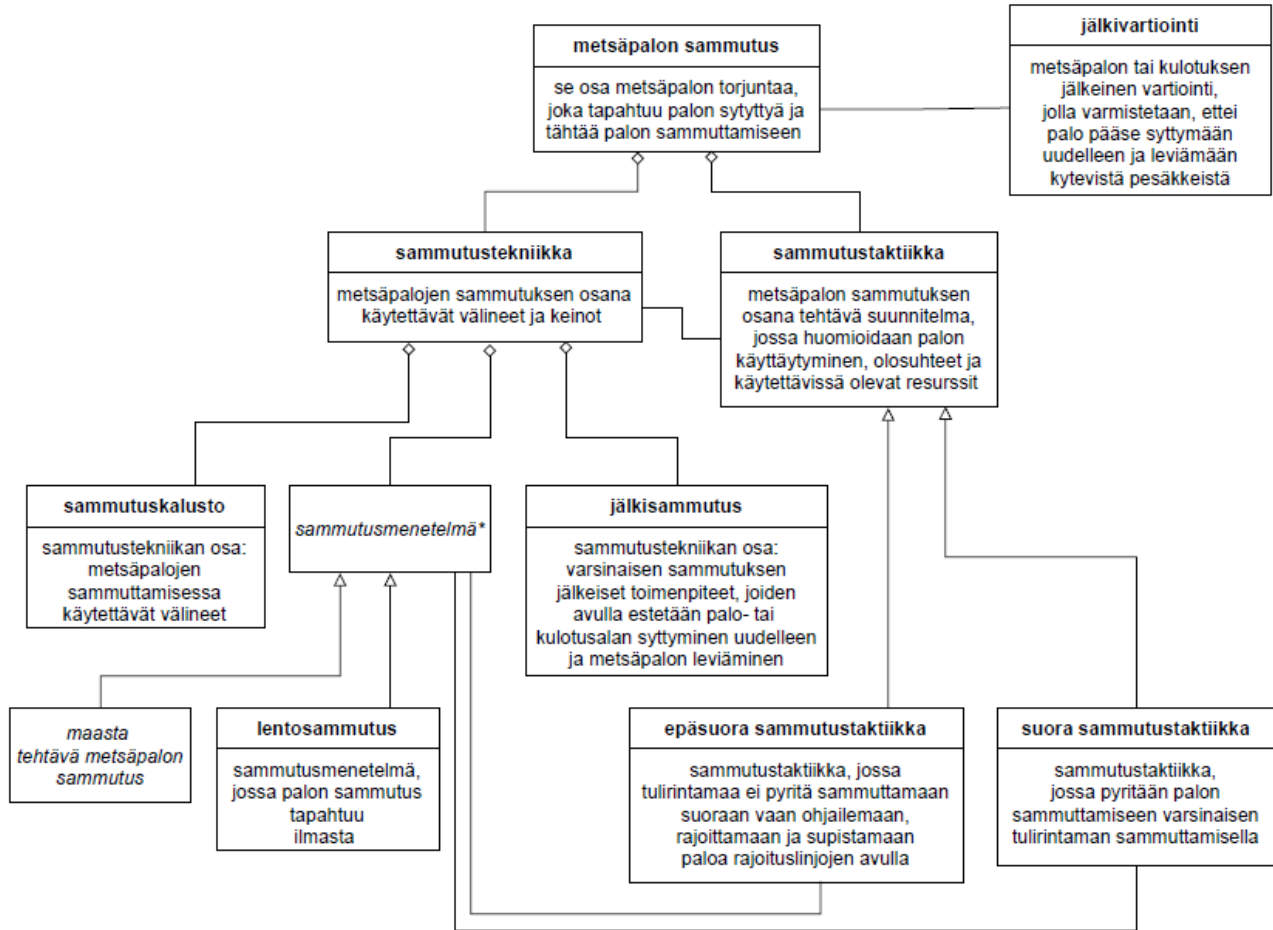 metsäpalon sammutus
se osa metsäpalon torjuntaa,
joka tapahtuu palon sytyttyä ja
tähtää palon sammuttamiseen
jälkivartiointi
metsäpalon tai kulotuksen
jälkeinen vartiointi,
jolla varmistetaan, ettei
palo pääse syttymään
uudelleen ja leviämään
kytevistä pesäkkeistä
sammutustekniikka
metsäpalojen sammutuksen osana
käytettävät välineet ja keinot
sammutustaktiikka
metsäpalon sammutuksen
osana tehtävä suunnitelma,
jossa huomioidaan palon
käyttäytyminen, olosuhteet ja
käytettävissä olevat resurssit
sammutuskalusto
sammutustekniikan osa:
metsäpalojen
sammuttamisessa
käytettävät välineet
sammutusmenetelmä*
jälkisammutus
sammutustekniikan osa:
varsinaisen sammutuksen
jälkeiset toimenpiteet, joiden
avulla estetään palo- tai
kulotusalan syttyminen uudelleen
ja metsäpalon leviäminen
maasta
tehtävä metsäpalon
sammutus
lentosammutus
sammutusmenetelmä,
jossa palon sammutus
tapahtuu
ilmasta
epäsuora sammutustaktiikka
sammutustaktiikka, jossa
tulirintamaa ei pyritä sammuttamaan
suoraan vaan ohjailemaan,
rajoittamaan ja supistamaan
paloa rajoituslinjojen avulla
suora sammutustaktiikka
sammutustaktiikka,
jossa pyritään palon
sammuttamiseen varsinaisen
tulirintaman sammuttamisella